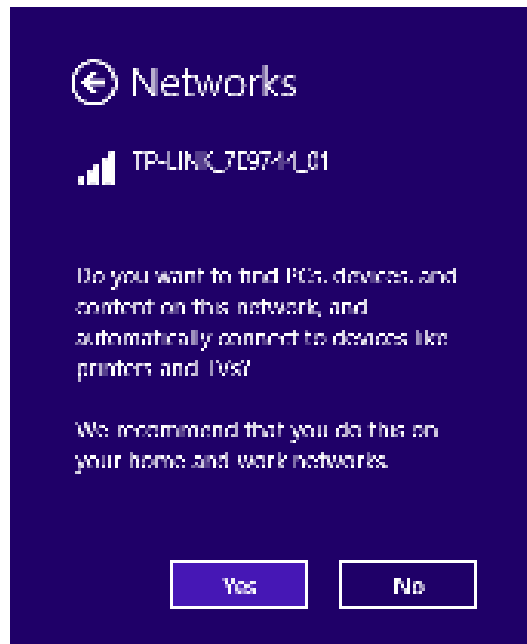 Networks
TP-LINK_7E9744_01
Do you want to find PCs, devices, and
content on this network, and
automatically connect to devices like
printers and TVs?
We recommend that you do this on
your home and work networks.
Yes
No